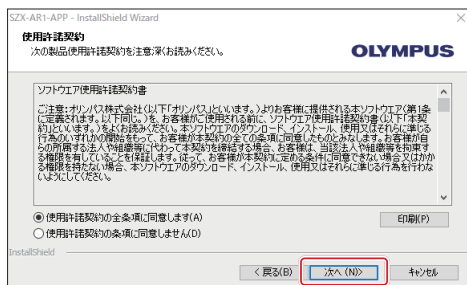 SZX-AR1-APP - InstallShield Wizard
使用許諾契約
次の製品使用許諾契約を注意深くお読みください。
OLYMPUS
ソフトウェア使用許諾契約書
ご注意:オリンパス株式会社(以下「オリンパス」といいます。)よりお客様に提供される本ソフトウェア(第1条
に定義されます。以下同じ。)を、お客様がご使用される前に、ソフトウェア使用許諾契約書(以下「本契
約」といいます。)をよくお読みください。本ソフトウェアのダウンロード、インストール、使用又はそれらに準じる
行為のいずれかの開始をもって、お客様が本契約の全ての条項に同意したものとみなします。お客様が自
らの所属する法人や組織等に代わって本契約を締結する場合、お客様は、当該法人や組織等を拘束す
る権限を有していることを保証します。従って、お客様が本契約に定める条件に同意できない場合又はかか
る権限を持たない場合、本ソフトウェアのダウンロード、インストール、使用又はそれらに準じる行為を行わな
いようにしてください。
使用許諾契約の全条項に同意します(A)
印刷(P)
使用許諾契約の条項に同意しません(D)
InstallShield
< 戻る(B)
次へ (N)>
キャンセル